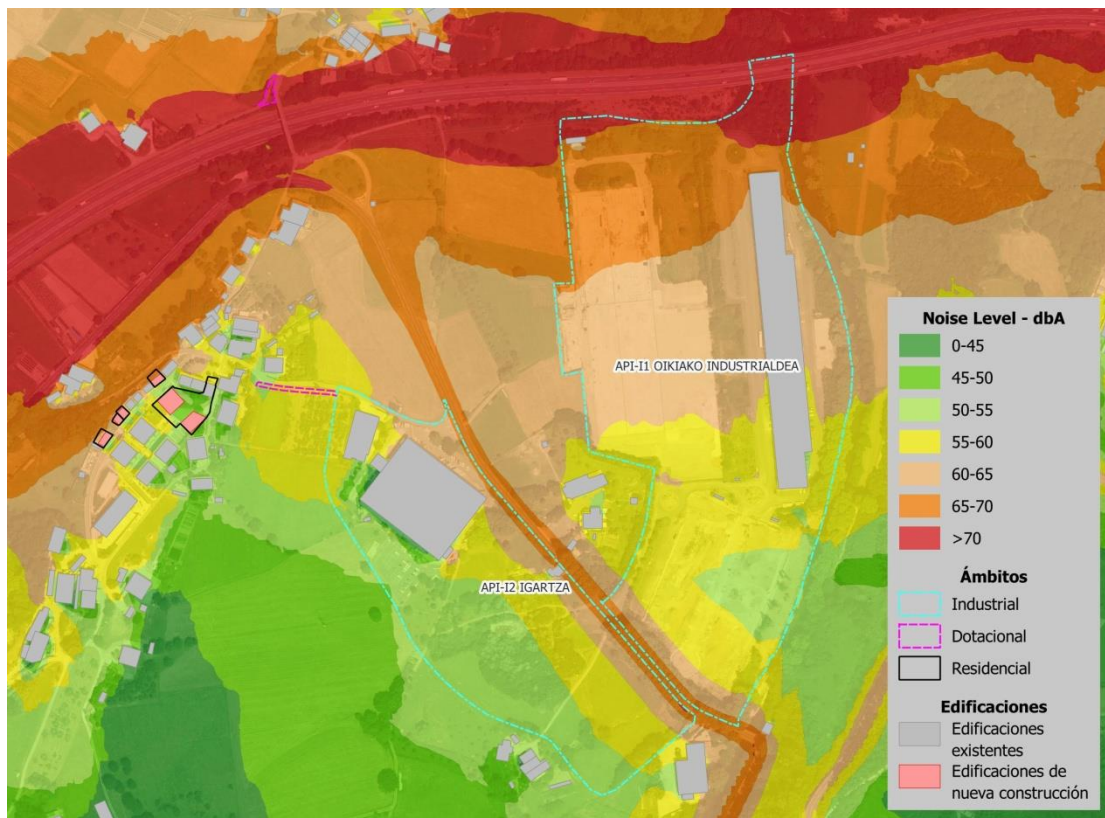 API-I1 OIKIAKO INDUSTRIALDEA
API-I2 IGARTZA
Noise Level - dbA
0-45
45-50
50-55
55-60
60-65
65-70
>70
Ámbitos
Industrial
Dotacional
Residencial
Edificaciones
Edificaciones
existentes
Edificaciones de
nueva construcción